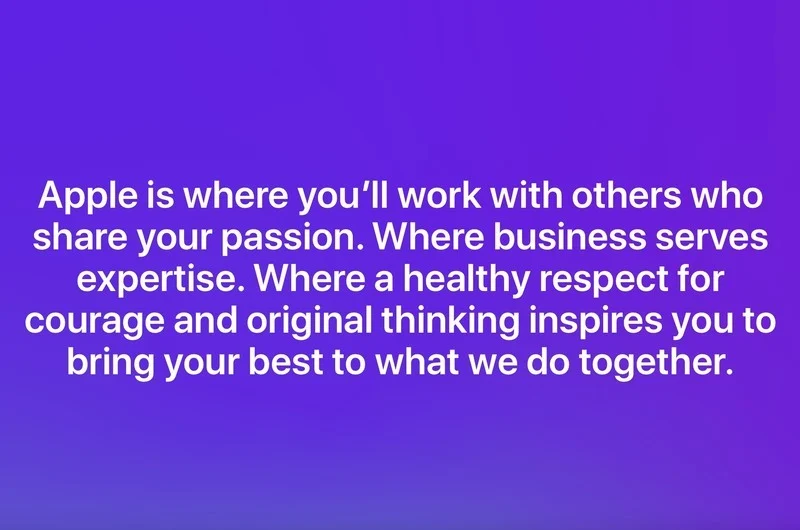 Apple is where you’ll work with others who
share your passion. Where business serves
expertise. Where a healthy respect for
courage and original thinking inspires you to
bring your best to what we do together.